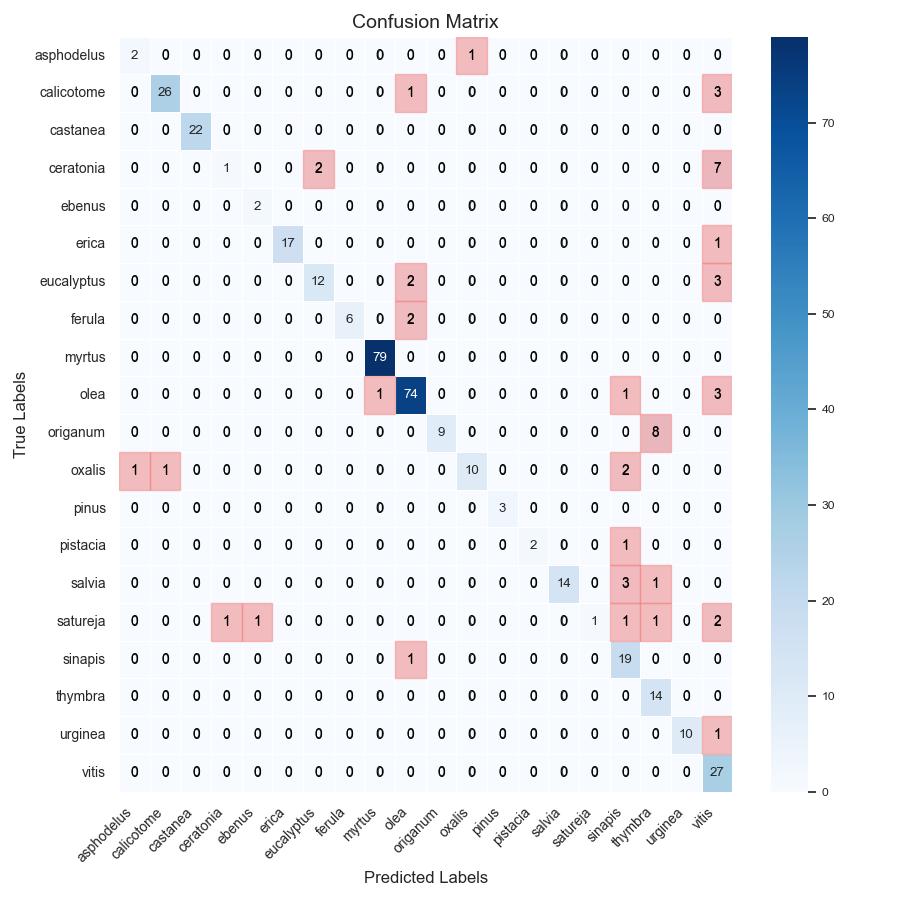 Confusion Matrix
True Labels
asphodelus 2 0 0 0 0 0 0 0 0 0 0 1 0 0 0 0 0 0 0 0
calicotome 0 26 0 0 0 0 0 0 0 1 0 0 0 0 0 0 0 0 0 3
castanea 0 0 22 0 0 0 0 0 0 0 0 0 0 0 0 0 0 0 0 0
ceratonia 0 0 0 1 0 0 2 0 0 0 0 0 0 0 0 0 0 0 0 7
ebenus 0 0 0 0 2 0 0 0 0 0 0 0 0 0 0 0 0 0 0 0
erica 0 0 0 0 0 17 0 0 0 0 0 0 0 0 0 0 0 0 0 1
eucalyptus 0 0 0 0 0 0 12 0 0 2 0 0 0 0 0 0 0 0 0 3
ferula 0 0 0 0 0 0 0 6 0 2 0 0 0 0 0 0 0 0 0 0
myrtus 0 0 0 0 0 0 0 0 79 0 0 0 0 0 0 0 0 0 0 0
olea 0 0 0 0 0 0 0 0 1 74 0 0 0 0 0 0 1 0 0 3
origanum 0 0 0 0 0 0 0 0 0 0 9 0 0 0 0 0 0 8 0 0
oxalis 1 1 0 0 0 0 0 0 0 0 0 10 0 0 0 0 2 0 0 0
pinus 0 0 0 0 0 0 0 0 0 0 0 0 3 0 0 0 0 0 0 0
pistacia 0 0 0 0 0 0 0 0 0 0 0 0 0 2 0 0 1 0 0 0
salvia 0 0 0 0 0 0 0 0 0 0 0 0 0 0 14 0 3 1 0 0
satureja 0 0 0 1 1 0 0 0 0 0 0 0 0 0 0 1 1 1 0 2
sinapis 0 0 0 0 0 0 0 0 0 1 0 0 0 0 0 0 19 0 0 0
thymbra 0 0 0 0 0 0 0 0 0 0 0 0 0 0 0 0 0 14 0 0
urginea 0 0 0 0 0 0 0 0 0 0 0 0 0 0 0 0 0 0 10 1
vitis 0 0 0 0 0 0 0 0 0 0 0 0 0 0 0 0 0 0 0 27
asphodelus calicotome castanea ceratonia ebenus erica eucalyptus ferula myrtus olea origanum oxalis pinus pistacia salvia satureja sinapis thymbra urginea vitis
Predicted Labels
70
60
50
40
30
20
10
0